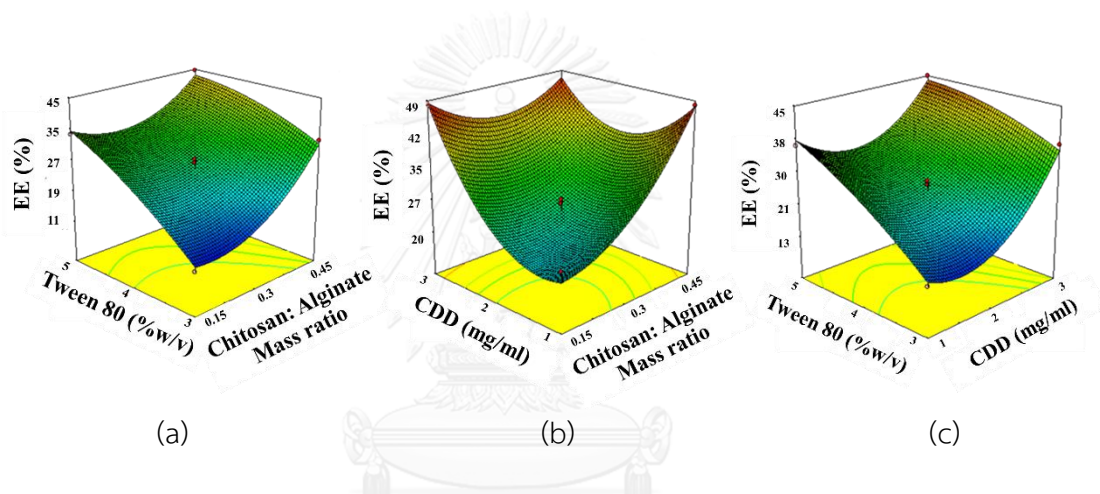 45
35
27
19
11
EE (%)
5
4
3
Tween 80 (%w/v)
0.15
0.3
0.45
Chitosan: Alginate
Mass ratio
(a)
49
42
35
27
20
EE (%)
3
2
1
CDD (mg/ml)
0.15
0.3
0.45
Chitosan: Alginate
Mass ratio
(b)
45
38
30
21
13
EE (%)
5
4
3
Tween 80 (%w/v)
1
2
3
CDD (mg/ml)
(c)